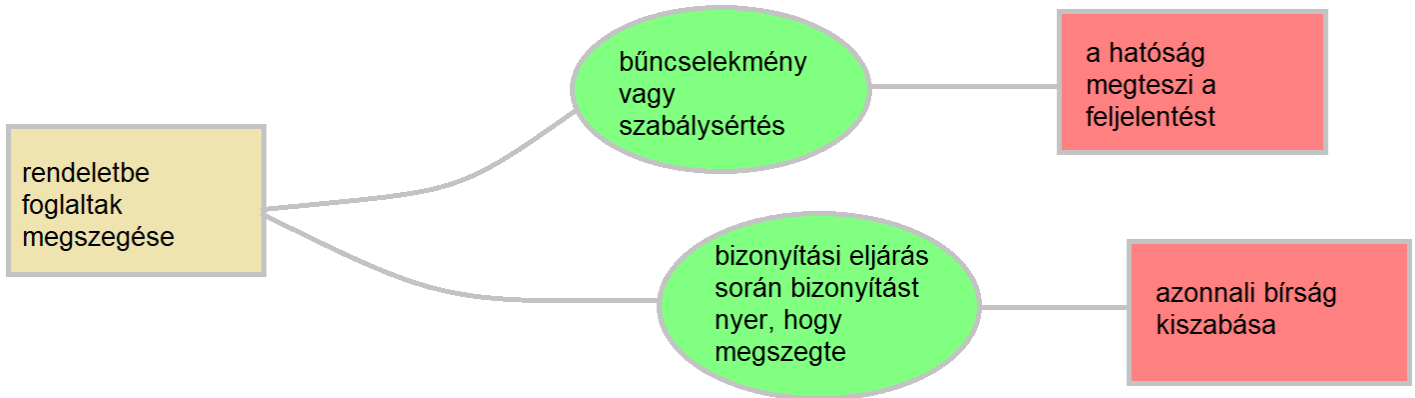 rendeletbe
foglaltak
megszegése
bűncselekmény
vagy
szabálysértés
a hatóság
megteszi a
feljelentést
bizonyítási eljárás
során bizonyítást
nyer, hogy
megszegte
azonnali bírság
kiszabása